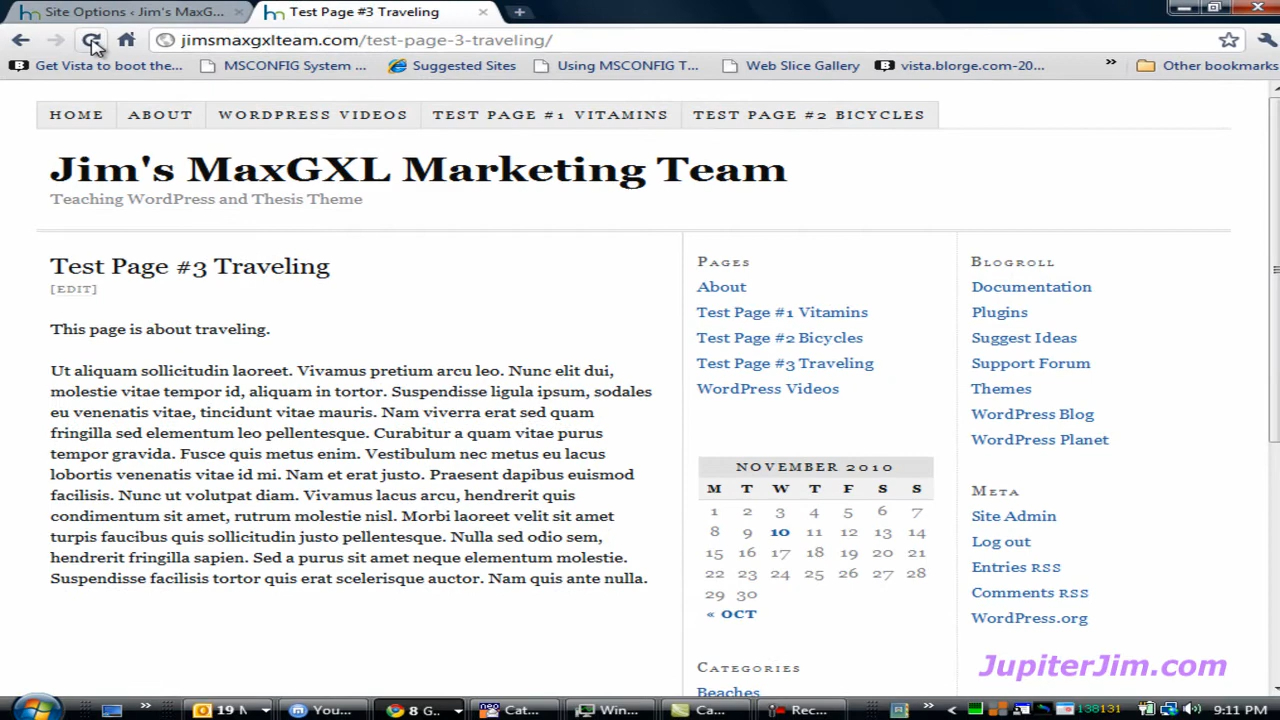 Site Options ‹ Jim's MaxG...
Test Page #3 Traveling
jimsmaxgxlteam.com/test-page-3-traveling/
Get Vista to boot the...
MSCONFIG System ...
Suggested Sites
Using MSCONFIG T...
Web Slice Gallery
vista.blorge.com-20...
Other bookmarks
HOME
ABOUT
WORDPRESS VIDEOS
TEST PAGE #1 VITAMINS
TEST PAGE #2 BICYCLES
Jim's MaxGXL Marketing Team
Teaching WordPress and Thesis Theme
Test Page #3 Traveling
[EDIT]
This page is about traveling.
Ut aliquam sollicitudin laoreet. Vivamus pretium arcu leo. Nunc elit dui,
molestie vitae tempor id, aliquam in tortor. Suspendisse ligula ipsum, sodales
eu venenatis vitae, tincidunt vitae mauris. Nam viverra erat sed quam
fringilla sed elementum leo pellentesque. Curabitur a quam vitae purus
tempor gravida. Fusce quis metus enim. Vestibulum nec metus eu lacus
lobortis venenatis vitae id mi. Nam et erat justo. Praesent dapibus euismod
facilisis. Nunc ut volutpat diam. Vivamus lacus arcu, hendrerit quis
condimentum sit amet, rutrum molestie nisl. Morbi laoreet velit sit amet
turpis faucibus quis sollicitudin justo pellentesque. Nulla sed odio sem,
hendrerit fringilla sapien. Sed a purus sit amet neque elementum molestie.
Suspendisse facilisis tortor quis erat scelerisque auctor. Nam quis ante nulla.
PAGES
About
Test Page #1 Vitamins
Test Page #2 Bicycles
Test Page #3 Traveling
WordPress Videos
NOVEMBER 2010
M T W T F S S
1 2 3 4 5 6 7
8 9 10 11 12 13 14
15 16 17 18 19 20 21
22 23 24 25 26 27 28
29 30
« OCT
CATEGORIES
Beaches
BLOGROLL
Documentation
Plugins
Suggest Ideas
Support Forum
Themes
WordPress Blog
WordPress Planet
META
Site Admin
Log out
Entries RSS
Comments RSS
WordPress.org
JupiterJim.com
19 M
You...
8 G...
Cat...
Win...
Ca...
Rec...
138131
9:11 PM